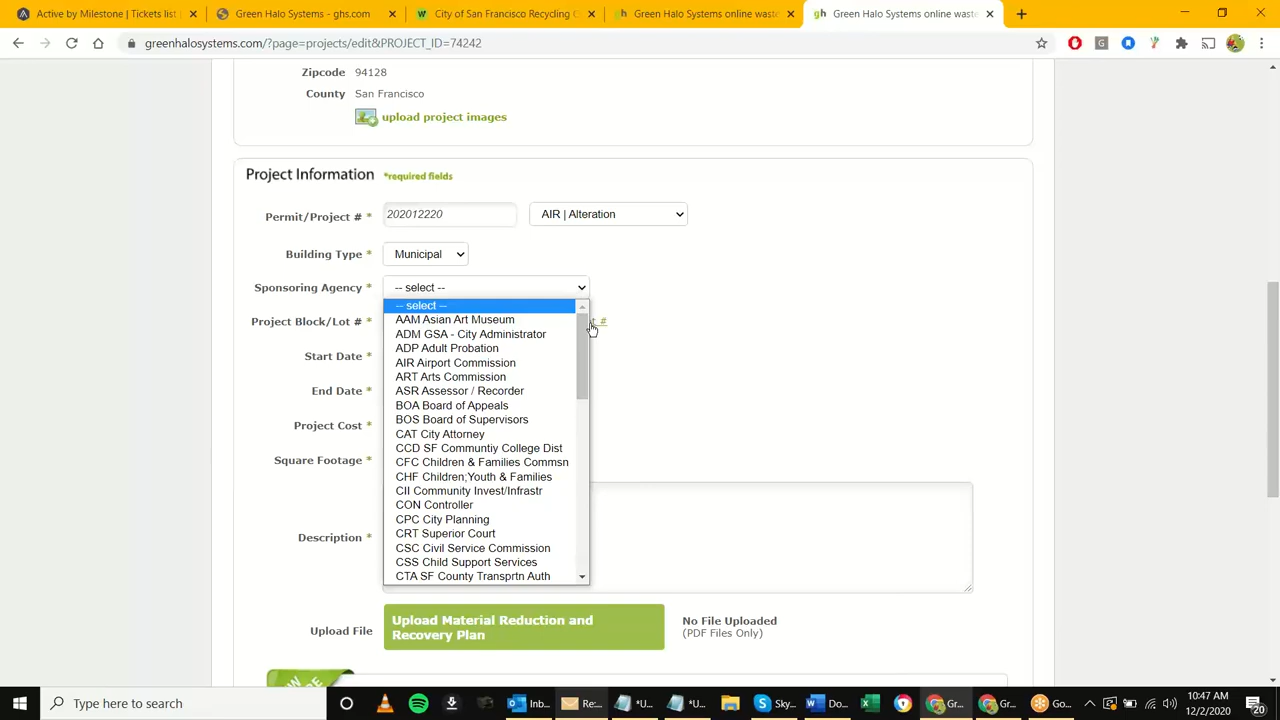 Active by Milestone | Tickets list
Green Halo Systems - ghs.com
City of San Francisco Recycling C
Green Halo Systems online waste
Green Halo Systems online waste
greenhalosystems.com/?page=projects/edit&PROJECT_ID=74242
Zipcode 94128
County San Francisco
upload project images
Project Information *required fields
Permit/Project # * 202012220 AIR | Alteration
Building Type * Municipal
Sponsoring Agency * -- select --
-- select --
Project Block/Lot # * #
AAM Asian Art Museum
ADM GSA - City Administrator
ADP Adult Probation
Start Date *
AIR Airport Commission
ART Arts Commission
End Date * ASR Assessor / Recorder
BOA Board of Appeals
BOS Board of Supervisors
Project Cost *
CAT City Attorney
CCD SF Communtiy College Dist
Square Footage * CFC Children & Families Commsn
CHF Children;Youth & Families
CII Community Invest/Infrastr
CON Controller
CPC City Planning
CRT Superior Court
Description *
CSC Civil Service Commission
CSS Child Support Services
CTA SF County Transprtn Auth
Upload File Upload Material Reduction and
Recovery Plan
No File Uploaded
(PDF Files Only)
Type here to search
Inb...
Re:...
*U...
*U...
Sky...
Do...
Gr...
Gr...
Go...
10:47 AM
12/2/2020
20